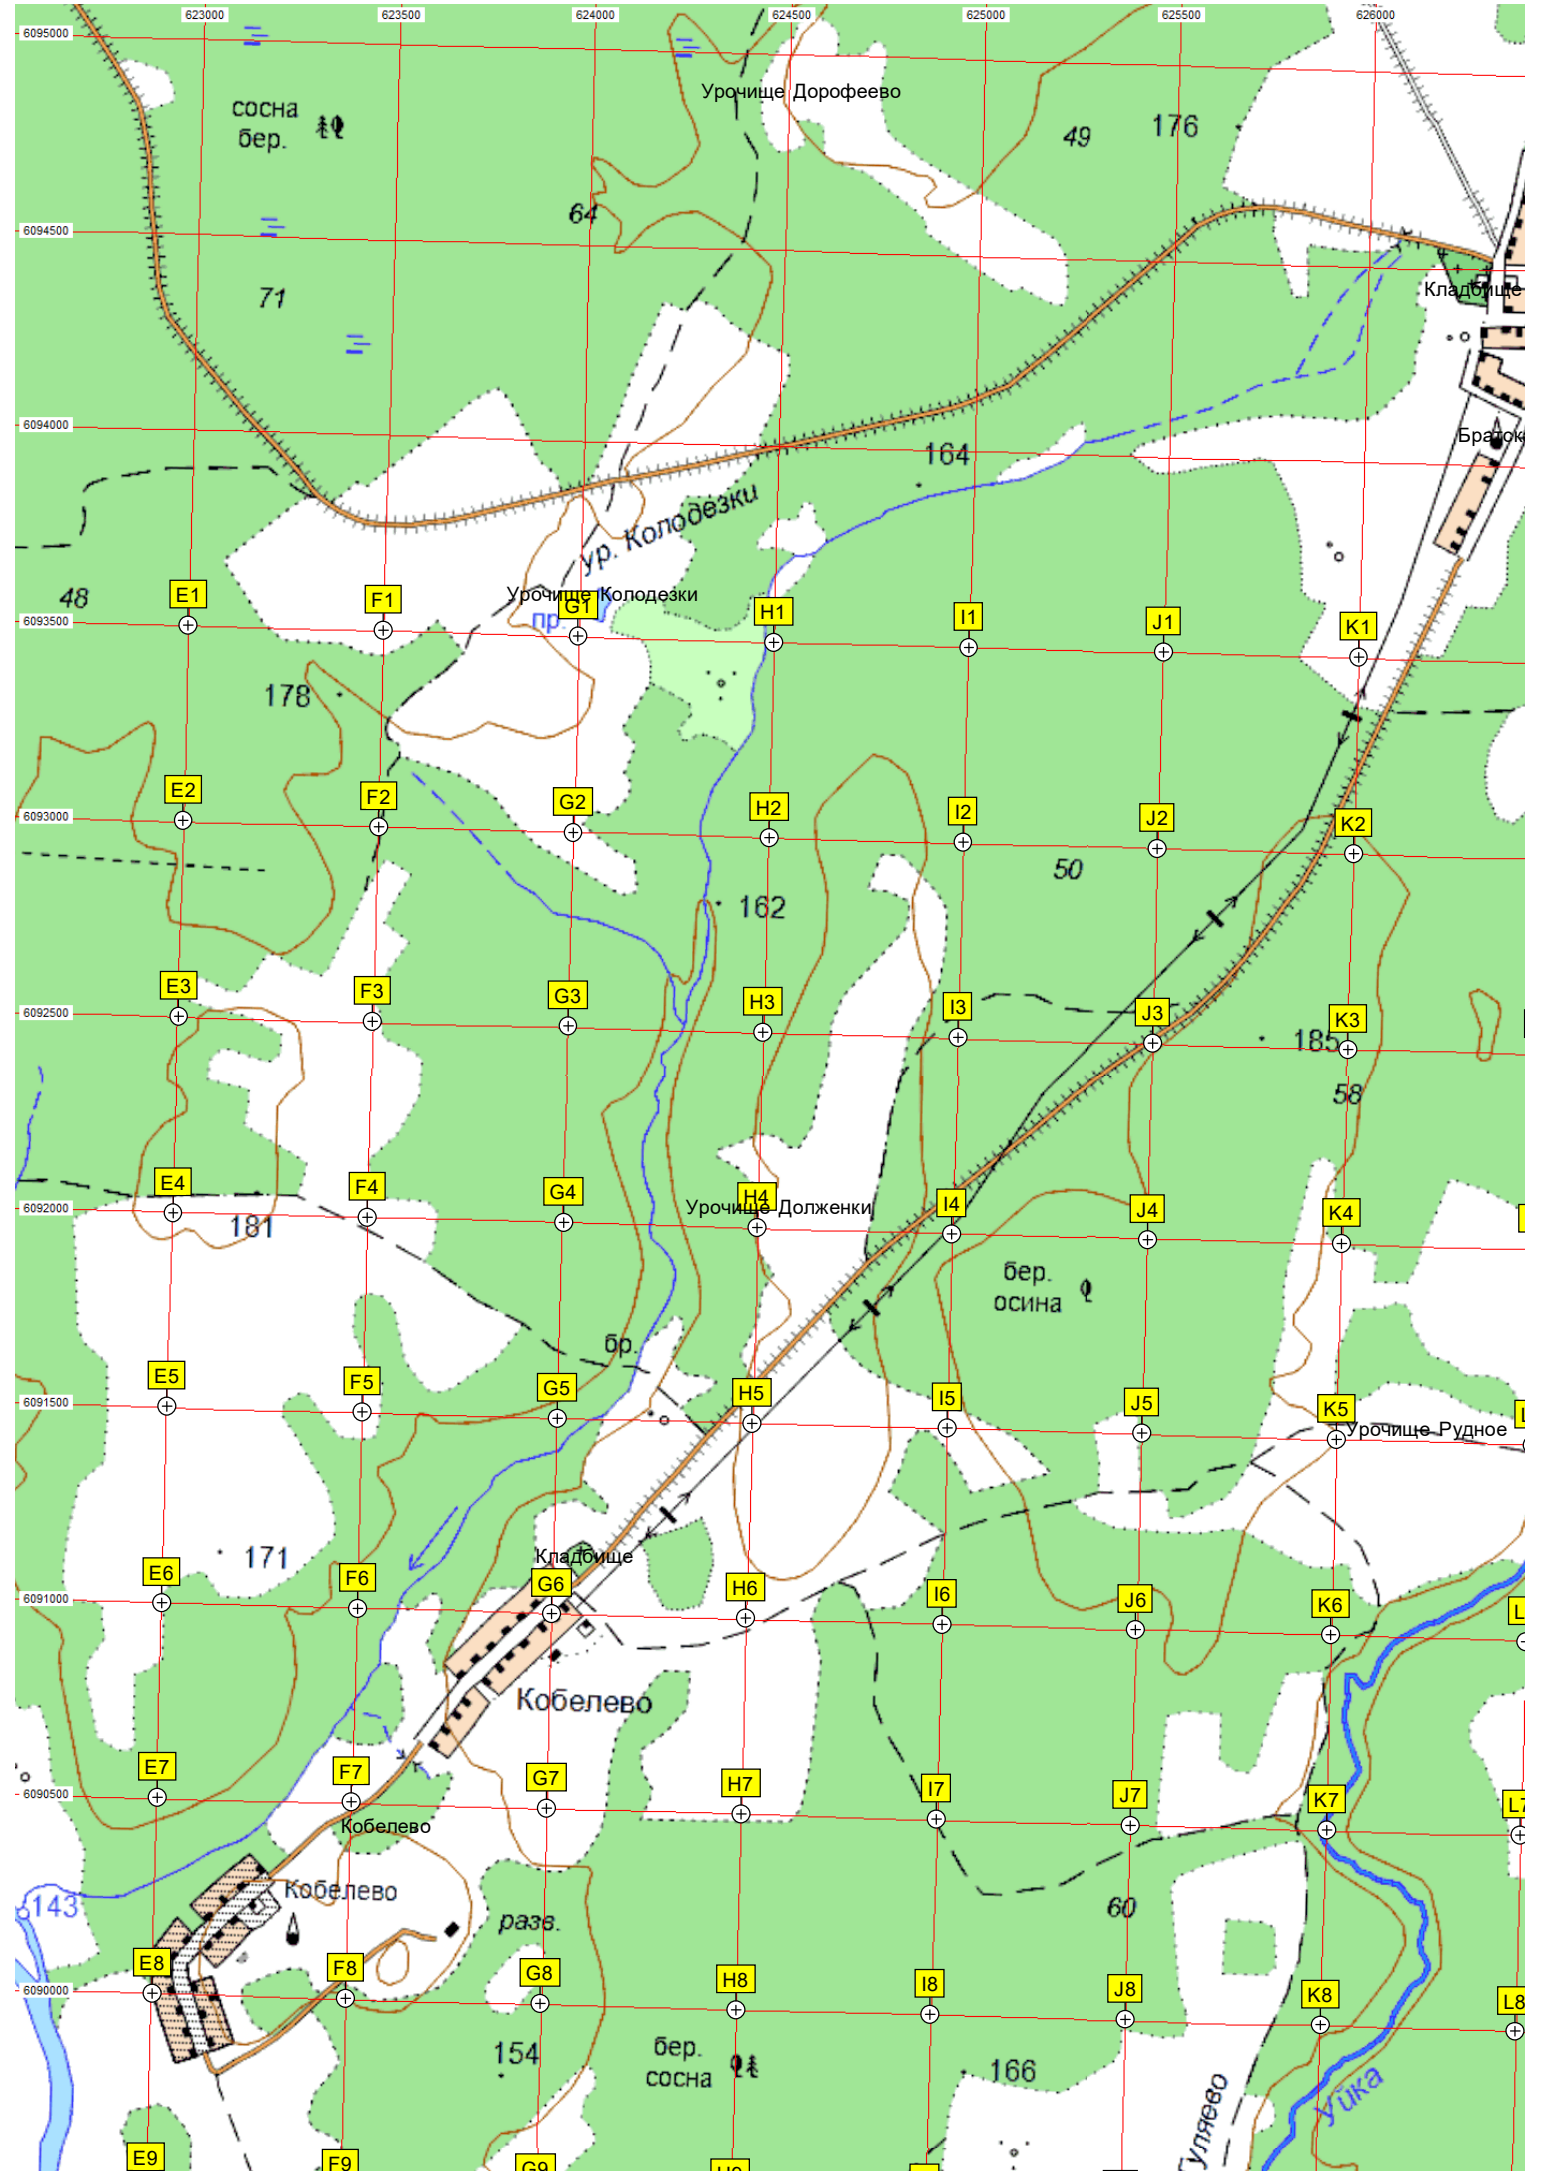 623000 623500 624000 624500 625000 625500 626000
6095000
Урочище Дорофеево
сосна
бер.
49 176
64
6094500
71
Кладбище
6094000
164
ур. Колодезки
48
Урочище Колодезки
пр.
6093500
E1 F1 G1 H1 I1 J1 K1
178
6093000
E2 F2 G2 H2 I2 J2 K2
50
162
6092500
E3 F3 G3 H3 I3 J3 K3
185
58
6092000
E4 F4 G4 H4 I4 J4 K4
Урочище Долженки
181
бер.
осина
бр.
6091500
E5 F5 G5 H5 I5 J5 K5
Урочище Рудное
171
Кладбище
6091000
E6 F6 G6 H6 I6 J6 K6
Кобелево
6090500
E7 F7 G7 H7 I7 J7 K7 L7
Кобелево
Кобелево
143
разв.
60
6090000
E8 F8 G8 H8 I8 J8 K8 L8
154
бер.
сосна
166
Уйка
Гуляево
E9 F9 G9 H9